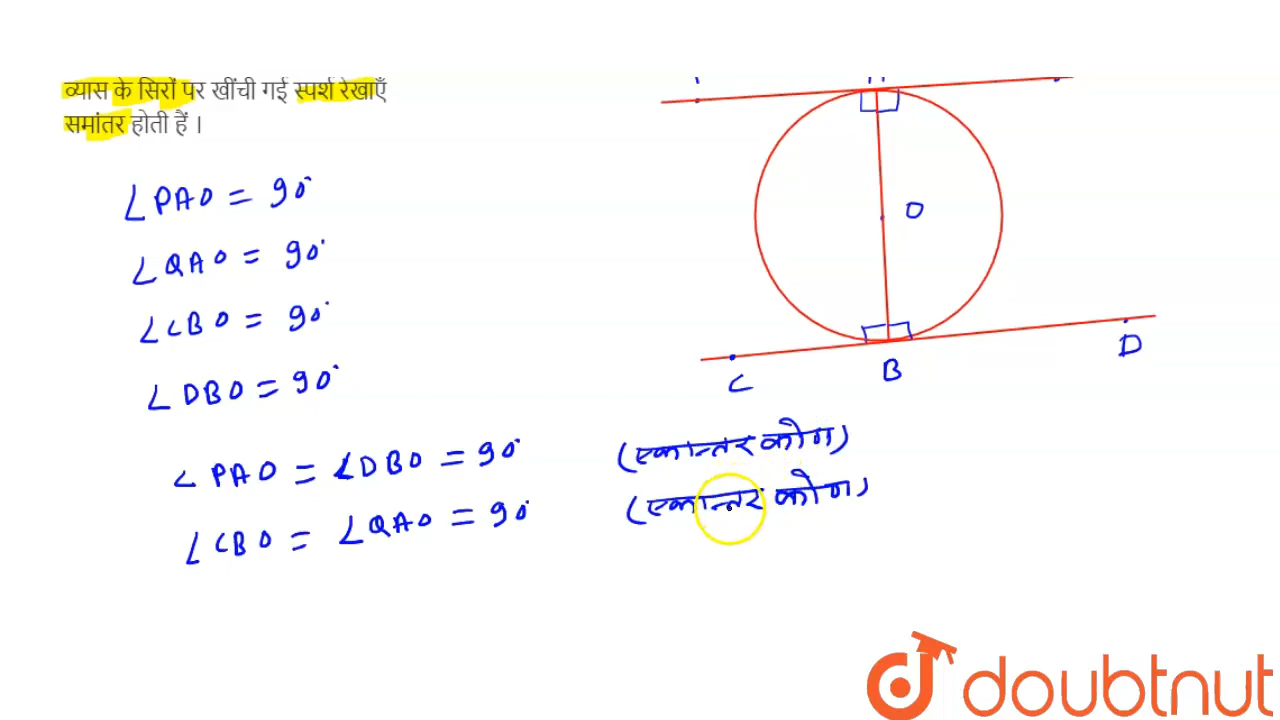 व्यास के सिरों पर खींची गई स्पर्श रेखाएँ
समांतर होती हैं ।
∠PAO = 90°
∠QAO = 90°
∠CBO = 90°
∠DBO = 90°
∠PAO = ∠DBO = 90° (एकान्तर कोण)
∠CBO = ∠QAO = 90° (एकान्तर कोण)
O
C
B
D
doubtnut